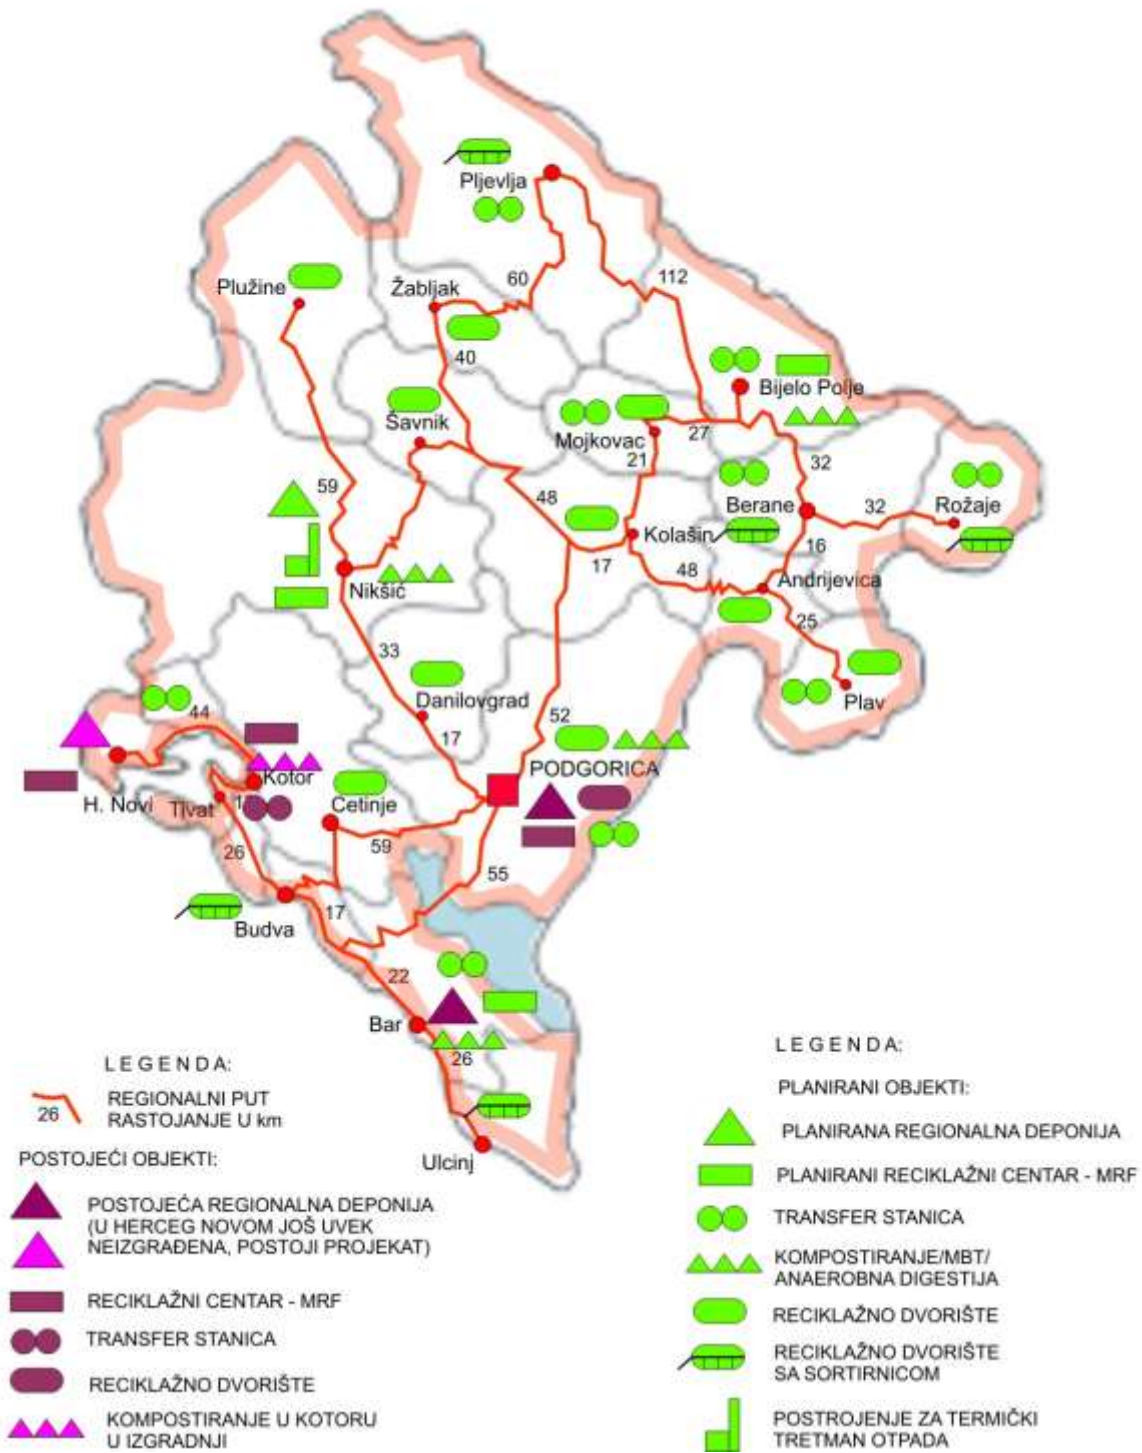 Pljevlja
60
112
Plužine
Žabljak
40
Bijelo Polje
Šavnik
Mojkovac
27
21
32
59
48
Berane
32
Rožaje
Kolašin
16
17
48
Andrijevica
Nikšić
25
33
Danilovgrad
Plav
44
52
17
PODGORICA
Kotor
H. Novi
Tivat
Cetinje
59
26
55
17
Budva
22
Bar
26
Ulcinj
L E G E N D A:
26
REGIONALNI PUT
RASTOJANJE U km
POSTOJEĆI OBJEKTI:
POSTOJEĆA REGIONALNA DEPONIJA
(U HERCEG NOVOM JOŠ UVEK
NEIZGRAĐENA, POSTOJI PROJEKAT)
RECIKLAŽNI CENTAR - MRF
TRANSFER STANICA
RECIKLAŽNO DVORIŠTE
KOMPOSTIRANJE U KOTORU
U IZGRADNJI
L E G E N D A:
PLANIRANI OBJEKTI:
PLANIRANA REGIONALNA DEPONIJA
PLANIRANI RECIKLAŽNI CENTAR - MRF
TRANSFER STANICA
KOMPOSTIRANJE/MBT/
ANAEROBNA DIGESTIJA
RECIKLAŽNO DVORIŠTE
RECIKLAŽNO DVORIŠTE
SA SORTIRNICOM
POSTROJENJE ZA TERMIČKI
TRETMAN OTPADA